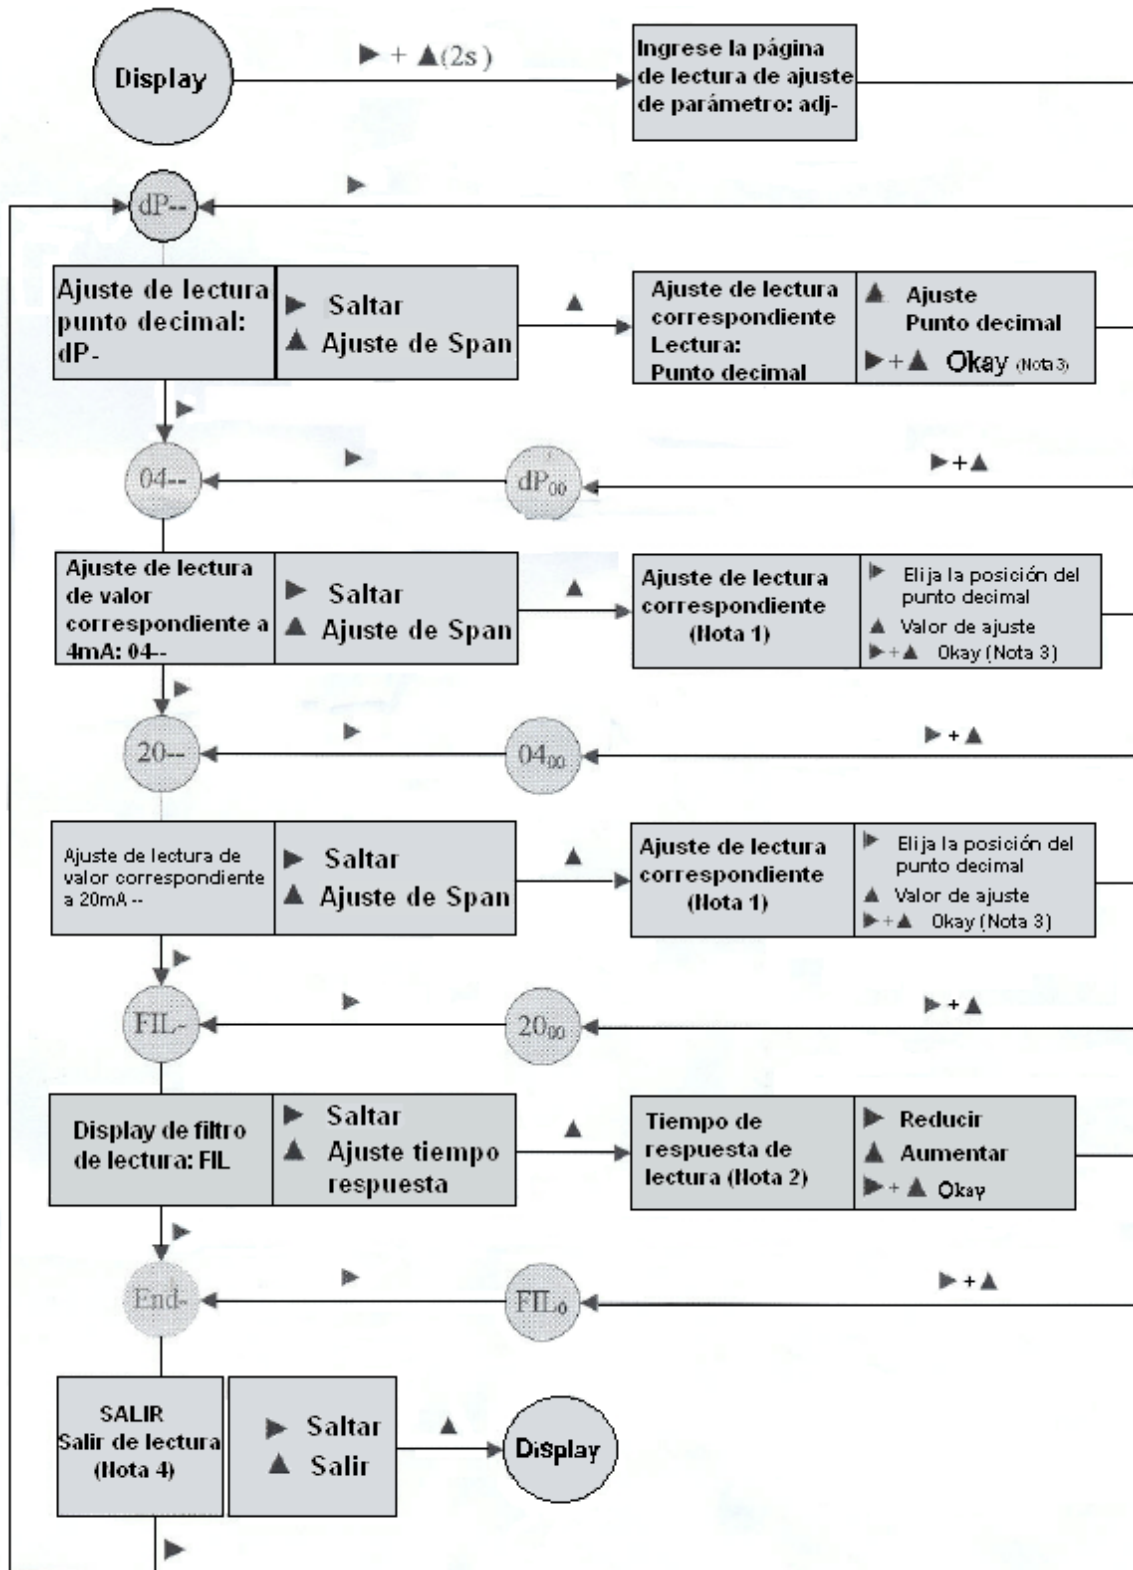 Display
▶ + ▲(2s)
Ingrese la página
de lectura de ajuste
de parámetro: adj-
▶
dP--
Ajuste de lectura
punto decimal:
dP-
▶ Saltar
▲ Ajuste de Span
▲
Ajuste de lectura
correspondiente
Lectura:
Punto decimal
▲ Ajuste
Punto decimal
▶+▲ Okay (Nota 3)
▶
04--
▶
dP00
▶+▲
Ajuste de lectura
de valor
correspondiente a
4mA: 04--
▶ Saltar
▲ Ajuste de Span
▲
Ajuste de lectura
correspondiente
(Nota 1)
▶ Elija la posición del
punto decimal
▲ Valor de ajuste
▶+▲ Okay (Nota 3)
▶
20--
▶
0400
▶+▲
Ajuste de lectura de
valor correspondiente
a 20mA --
▶ Saltar
▲ Ajuste de Span
▲
Ajuste de lectura
correspondiente
(Nota 1)
▶ Elija la posición del
punto decimal
▲ Valor de ajuste
▶+▲ Okay (Nota 3)
▶
FIL-
▶
2000
▶+▲
Display de filtro
de lectura: FIL
▶ Saltar
▲ Ajuste tiempo
respuesta
▲
Tiempo de
respuesta de
lectura (Nota 2)
▶ Reducir
▲ Aumentar
▶+▲ Okay
▶
End-
▶
FIL0
▶+▲
SALIR
Salir de lectura
(Nota 4)
▶ Saltar
▲ Salir
▲
Display
▶